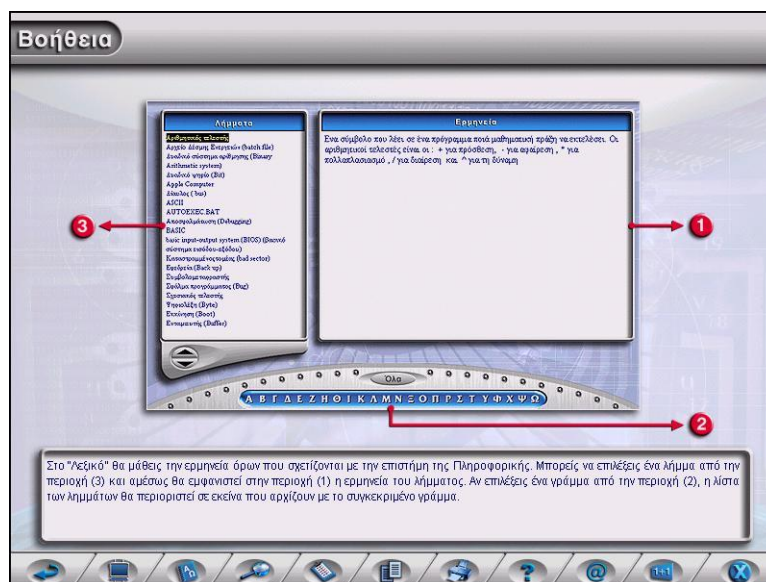 Βοήθεια
Λήμματα
Αριθμητικός τελεστής
Αρχείο Δέσμης Ενεργειών (batch file)
Δυαδικό σύστημα αρίθμησης (Binary
Arithmatic system)
Δυαδικό ψηφίο (Bit)
Apple Computer
Δίαυλος (bus)
ASCII
AUTOEXEC.BAT
Αποσφαλμάτωση (Debugging)
BASIC
basic input-output system (BIOS) (βασικό
σύστημα εισόδου-εξόδου)
Καταστραμμένος τομέας (bad sector)
Εφεδρεία (Back up)
Συμβολομεταφραστής
Σφάλμα προγράμματος (Bug)
Σχεσιακός τελεστής
Ψηφιολέξη (Byte)
Εκκίνηση (Boot)
Ενταμιευτής (Buffer)
Ερμηνεία
Ενα σύμβολο που λέει σε ένα πρόγραμμα ποιά μαθηματική πράξη να εκτελέσει. Οι
αριθμητικοί τελεστές είναι οι : + για πρόσθεση, - για αφαίρεση , * για
πολλαπλασιασμό , / για διαίρεση και ^ για τη δύναμη
3
1
Όλα
Α Β Γ Δ Ε Ζ Η Θ Ι Κ Λ Μ Ν Ξ Ο Π Ρ Σ Τ Υ Φ Χ Ψ Ω
2
Στο "Λεξικό" θα μάθεις την ερμηνεία όρων που σχετίζονται με την επιστήμη της Πληροφορικής. Μπορείς να επιλέξεις ένα λήμμα από την
περιοχή (3) και αμέσως θα εμφανιστεί στην περιοχή (1) η ερμηνεία του λήμματος. Αν επιλέξεις ένα γράμμα από την περιοχή (2), η λίστα
των λημμάτων θα περιοριστεί σε εκείνα που αρχίζουν με το συγκεκριμένο γράμμα.
?
@
1+1
X